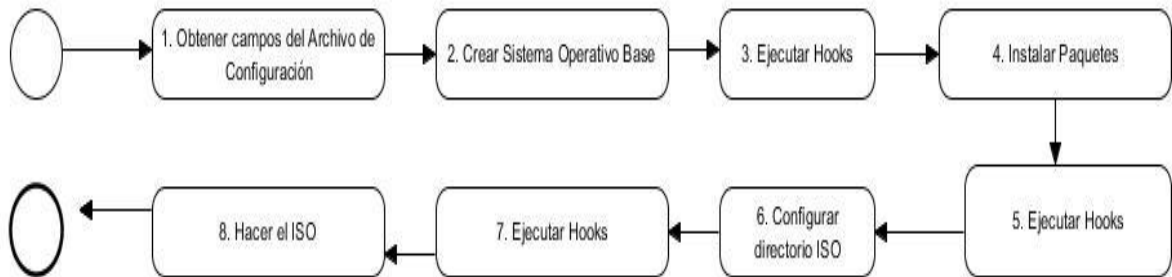 1. Obtener campos del Archivo de
Configuración
2. Crear Sistema Operativo Base
3. Ejecutar Hooks
4. Instalar Paquetes
5. Ejecutar Hooks
6. Configurar
directorio ISO
7. Ejecutar Hooks
8. Hacer el ISO